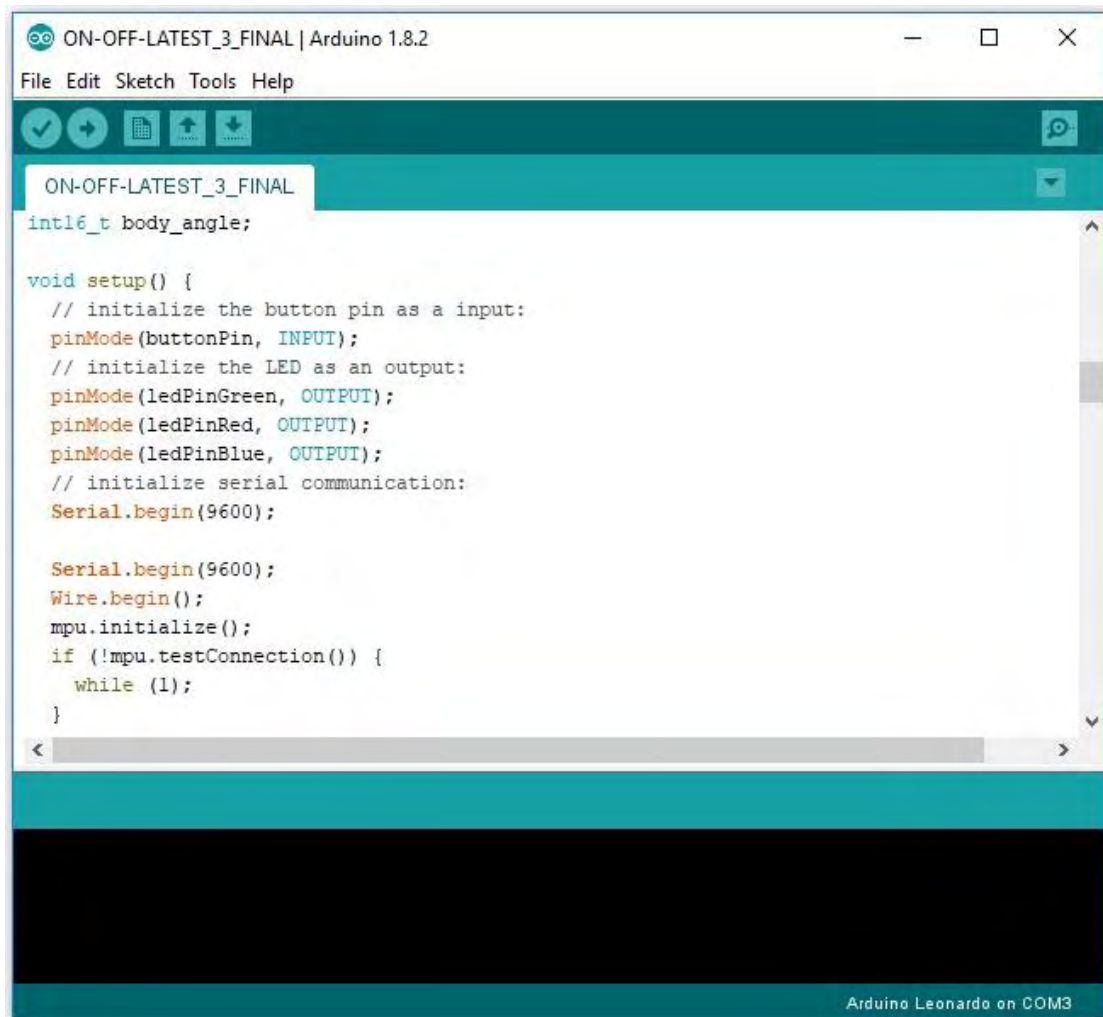 ON-OFF-LATEST_3_FINAL | Arduino 1.8.2
File Edit Sketch Tools Help
ON-OFF-LATEST_3_FINAL
int16_t body_angle;
void setup() {
// initialize the button pin as a input:
pinMode(buttonPin, INPUT);
// initialize the LED as an output:
pinMode(ledPinGreen, OUTPUT);
pinMode(ledPinRed, OUTPUT);
pinMode(ledPinBlue, OUTPUT);
// initialize serial communication:
Serial.begin(9600);
Serial.begin(9600);
Wire.begin();
mpu.initialize();
if (!mpu.testConnection()) {
while (1);
}
Arduino Leonardo on COM3